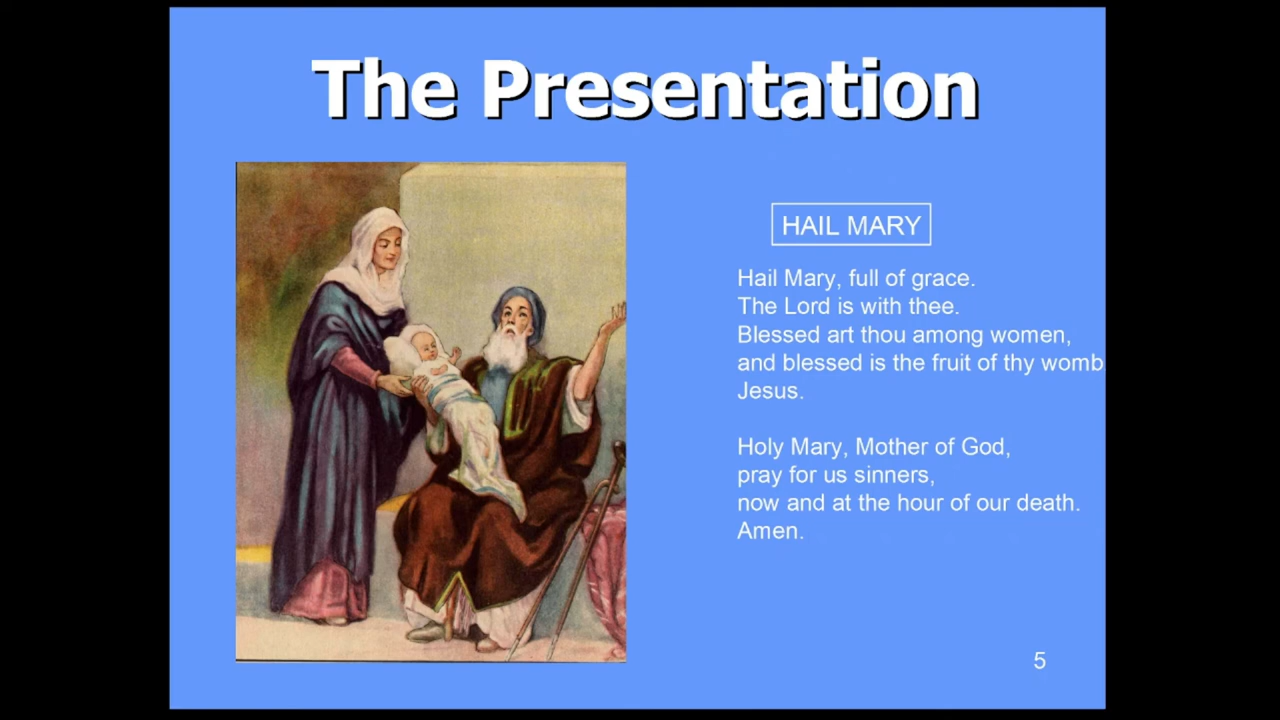 The Presentation
HAIL MARY
Hail Mary, full of grace.
The Lord is with thee.
Blessed art thou among women,
and blessed is the fruit of thy womb
Jesus.
Holy Mary, Mother of God,
pray for us sinners,
now and at the hour of our death.
Amen.
5